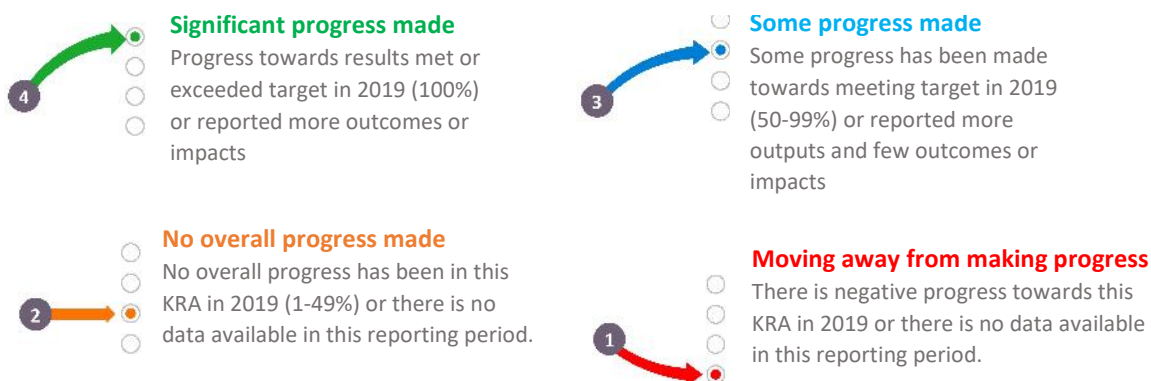 Significant progress made
Progress towards results met or
exceeded target in 2019 (100%)
or reported more outcomes or
impacts
4
Some progress made
Some progress has been made
towards meeting target in 2019
(50-99%) or reported more
outputs and few outcomes or
impacts
3
No overall progress made
No overall progress has been in this
KRA in 2019 (1-49%) or there is no
data available in this reporting period.
2
Moving away from making progress
There is negative progress towards this
KRA in 2019 or there is no data available
in this reporting period.
1